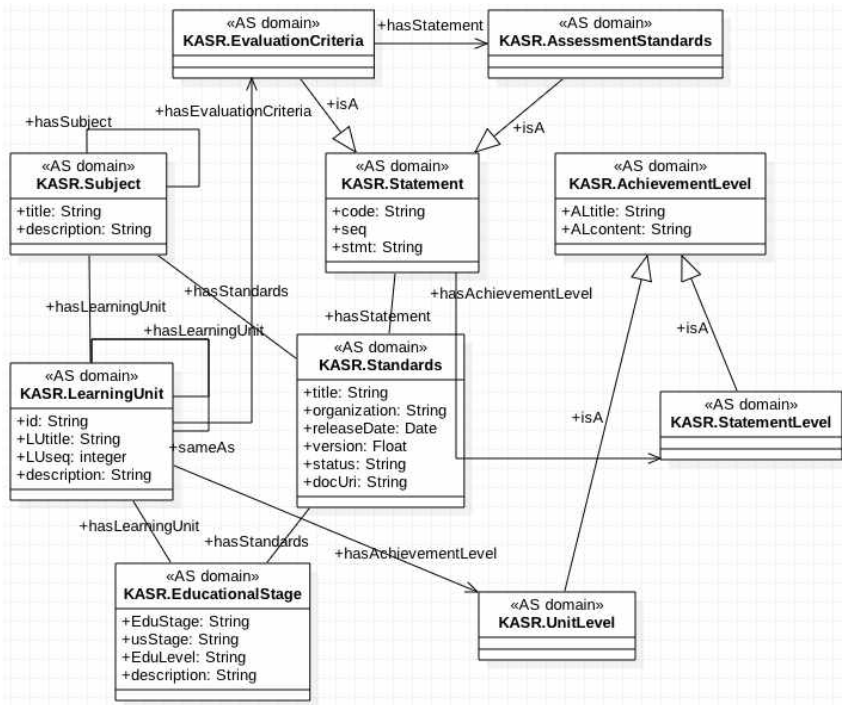 «AS domain»
KASR.EvaluationCriteria
+hasStatement
«AS domain»
KASR.AssessmentStandards
+isA
+isA
+hasEvaluationCriteria
+hasSubject
«AS domain»
KASR.Subject
+title: String
+description: String
«AS domain»
KASR.Statement
+code: String
+seq
+stmt: String
«AS domain»
KASR.AchievementLevel
+ALtitle: String
+ALcontent: String
+hasLearningUnit
+hasStandards
+hasAchievementLevel
+hasStatement
+hasLearningUnit
«AS domain»
KASR.LearningUnit
+id: String
+LUtitle: String
+LUseq: integer
+description: String
+sameAs
«AS domain»
KASR.Standards
+title: String
+organization: String
+releaseDate: Date
+version: Float
+status: String
+docUri: String
+isA
+isA
«AS domain»
KASR.StatementLevel
+hasLearningUnit
+hasStandards
+hasAchievementLevel
«AS domain»
KASR.EducationalStage
+EduStage: String
+usStage: String
+EduLevel: String
+description: String
«AS domain»
KASR.UnitLevel